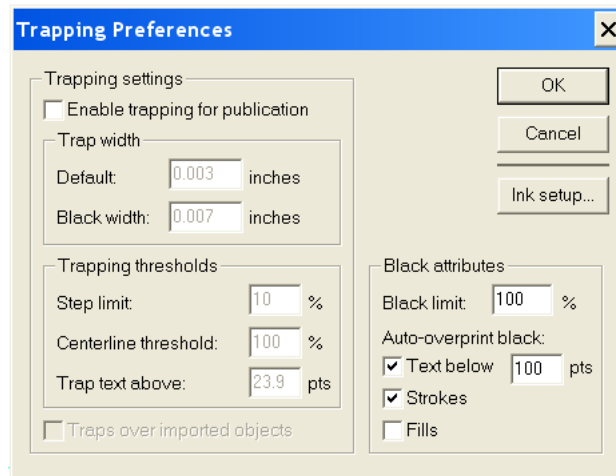 Trapping Preferences
Trapping settings
Enable trapping for publication
Trap width
Default: 0.003 inches
Black width: 0.007 inches
Trapping thresholds
Step limit: 10 %
Centerline threshold: 100 %
Trap text above: 23.9 pts
Traps over imported objects
OK
Cancel
Ink setup...
Black attributes
Black limit: 100 %
Auto-overprint black:
Text below 100 pts
Strokes
Fills